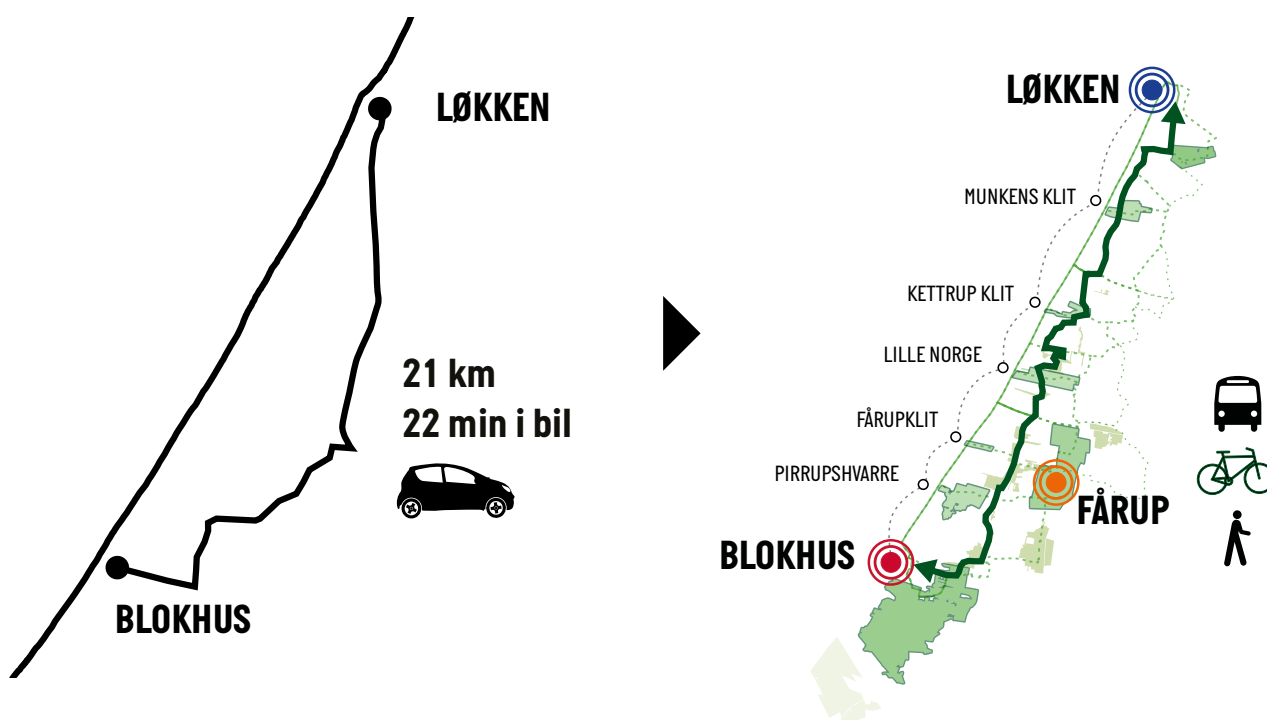 LØKKEN
21 km
22 min i bil
BLOKHUS
LØKKEN
MUNKENS KLIT
KETTRUP KLIT
LILLE NORGE
FÅRUPKLIT
PIRRUPSHVARRE
FÅRUP
BLOKHUS